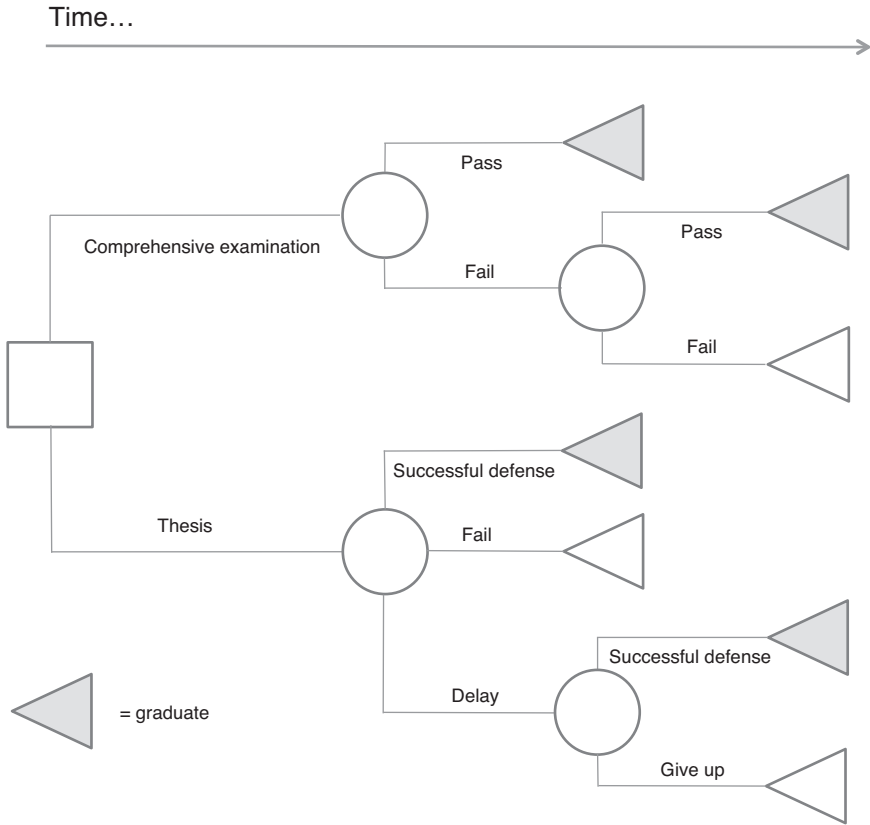 Time…
Pass
Comprehensive examination
Pass
Fail
Fail
Successful defense
Thesis
Fail
Successful defense
Delay
= graduate
Give up